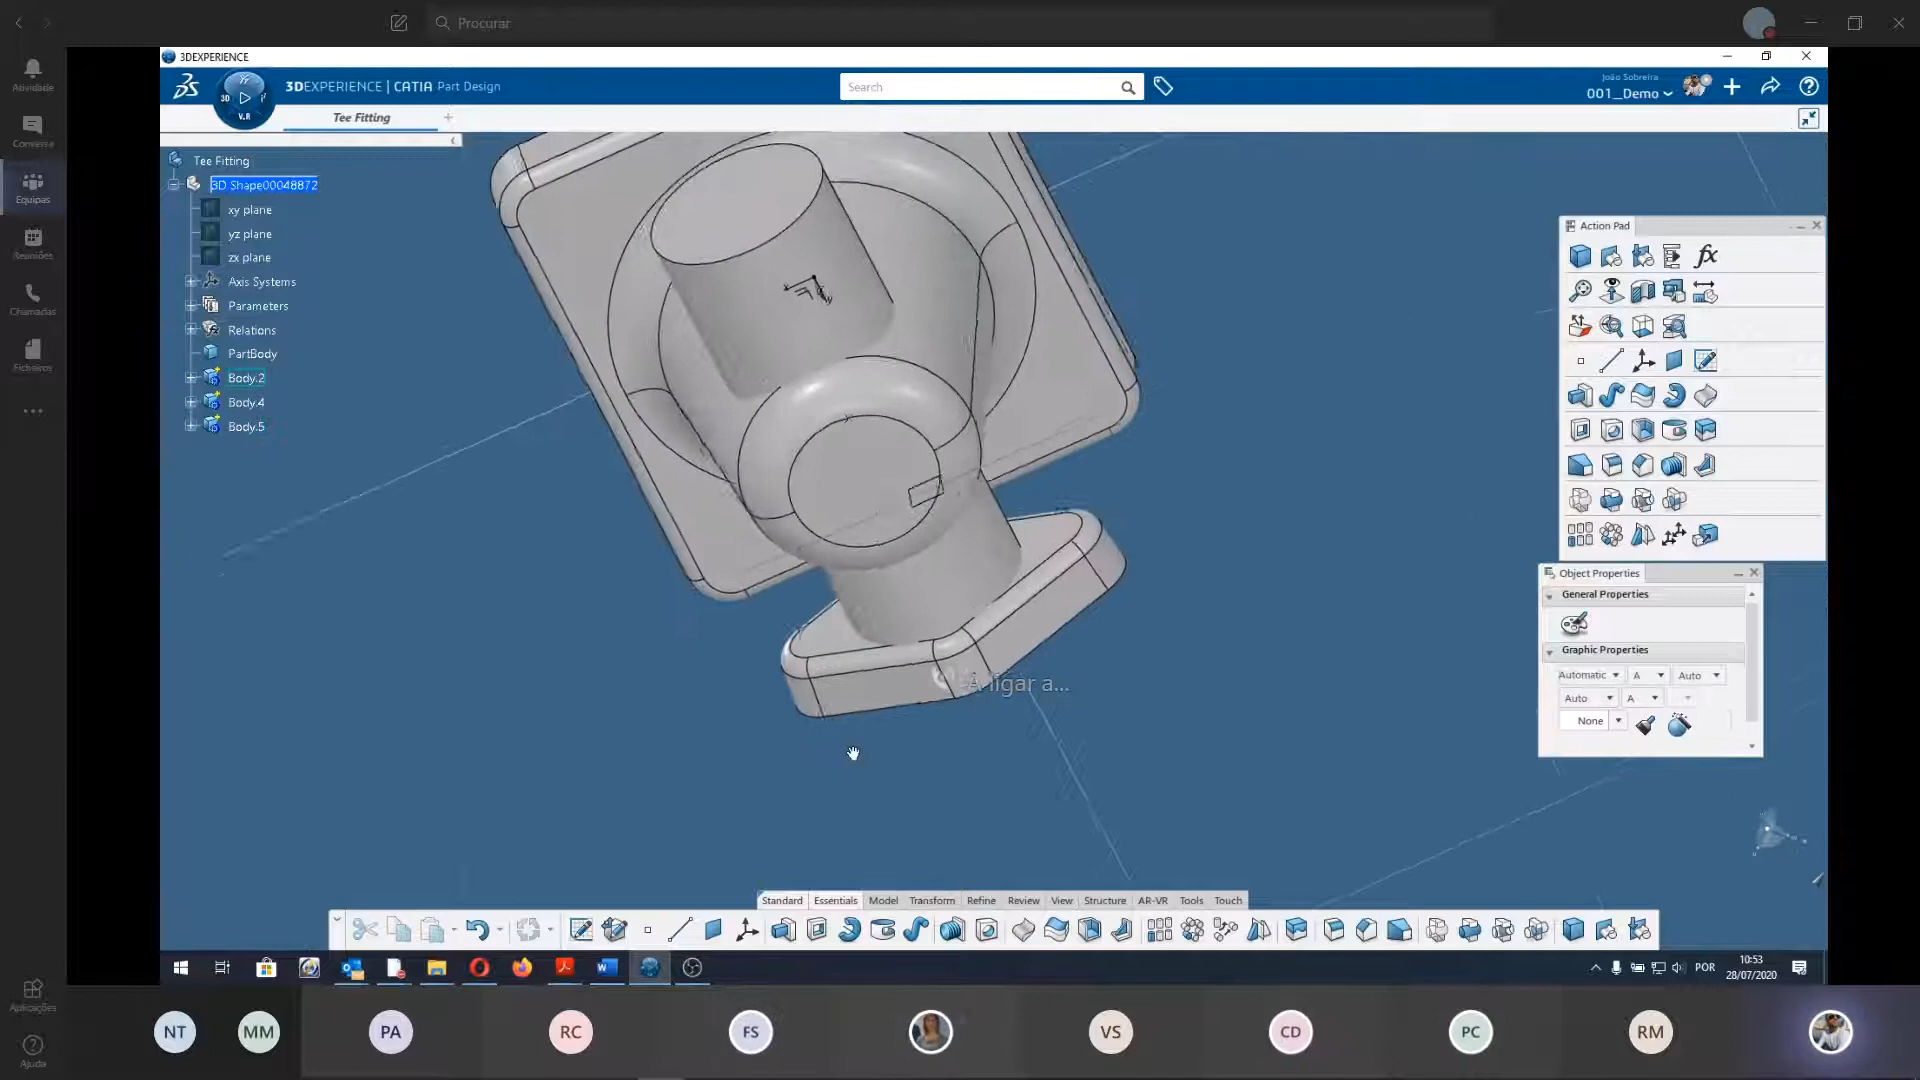 Procurar
Atividade
Conversa
Equipas
Reuniões
Chamadas
Ficheiros
Aplicações
Ajuda
3DEXPERIENCE
3DEXPERIENCE | CATIA Part Design
3D
V.R
Search
João Sobreira
001_Demo
Tee Fitting
Tee Fitting
3D Shape00048872
xy plane
yz plane
zx plane
Axis Systems
Parameters
Relations
PartBody
Body.2
Body.4
Body.5
A ligar a...
Action Pad
fx
Object Properties
General Properties
Graphic Properties
Automatic A Auto
Auto A
None
Standard Essentials Model Transform Refine Review View Structure AR-VR Tools Touch
POR
10:53
28/07/2020
NT MM PA RC FS VS CD PC RM